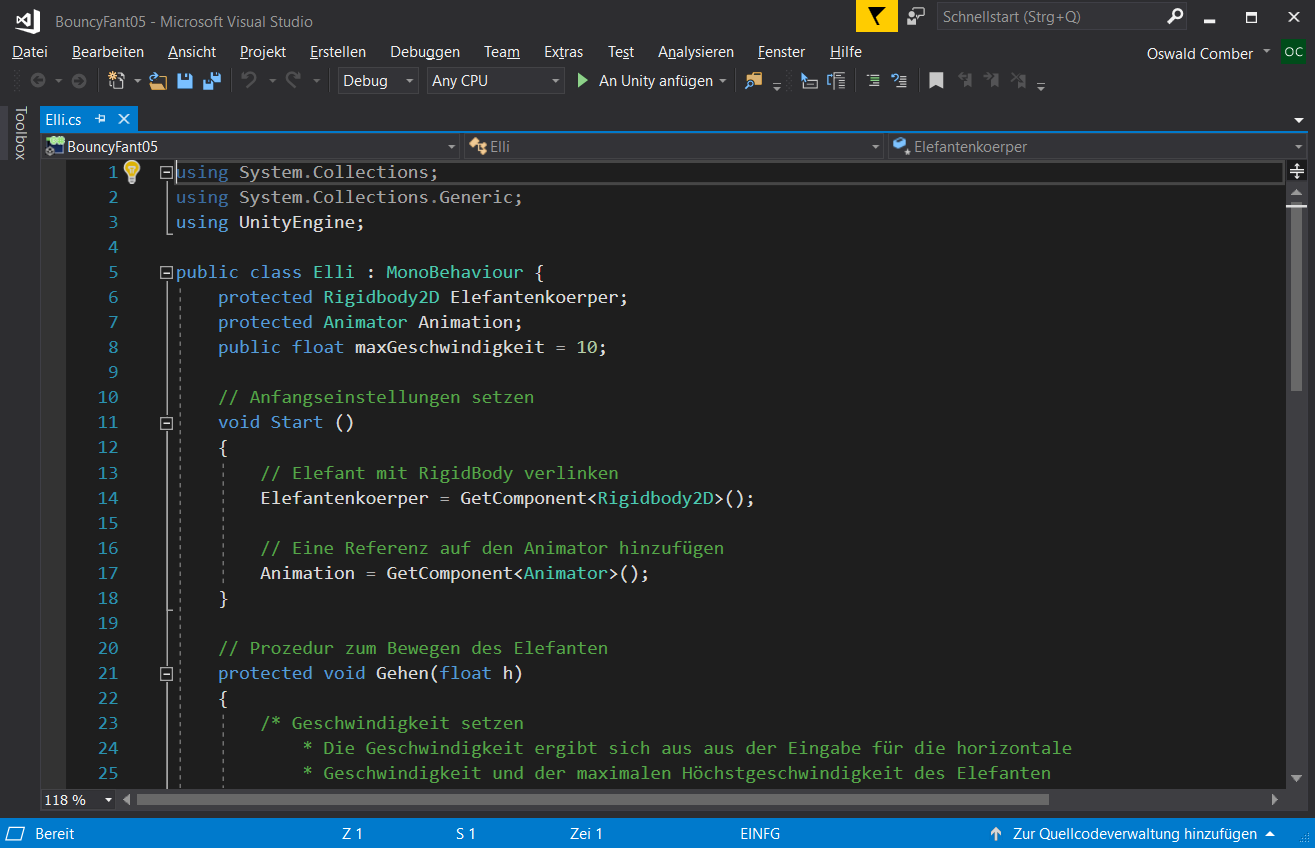 BouncyFant05 - Microsoft Visual Studio
Schnellstart (Strg+Q)
Datei Bearbeiten Ansicht Projekt Erstellen Debuggen Team Extras Test Analysieren Fenster Hilfe
Oswald Comber OC
Debug Any CPU An Unity anfügen
Toolbox
Elli.cs
BouncyFant05 Elli Elefantenkoerper
1 using System.Collections;
2 using System.Collections.Generic;
3 using UnityEngine;
4
5 public class Elli : MonoBehaviour {
6 protected Rigidbody2D Elefantenkoerper;
7 protected Animator Animation;
8 public float maxGeschwindigkeit = 10;
9
10 // Anfangseinstellungen setzen
11 void Start ()
12 {
13 // Elefant mit RigidBody verlinken
14 Elefantenkoerper = GetComponent<Rigidbody2D>();
15
16 // Eine Referenz auf den Animator hinzufügen
17 Animation = GetComponent<Animator>();
18 }
19
20 // Prozedur zum Bewegen des Elefanten
21 protected void Gehen(float h)
22 {
23 /* Geschwindigkeit setzen
24 * Die Geschwindigkeit ergibt sich aus aus der Eingabe für die horizontale
25 * Geschwindigkeit und der maximalen Höchstgeschwindigkeit des Elefanten
118 %
Bereit Z 1 S 1 Zei 1 EINFG Zur Quellcodeverwaltung hinzufügen